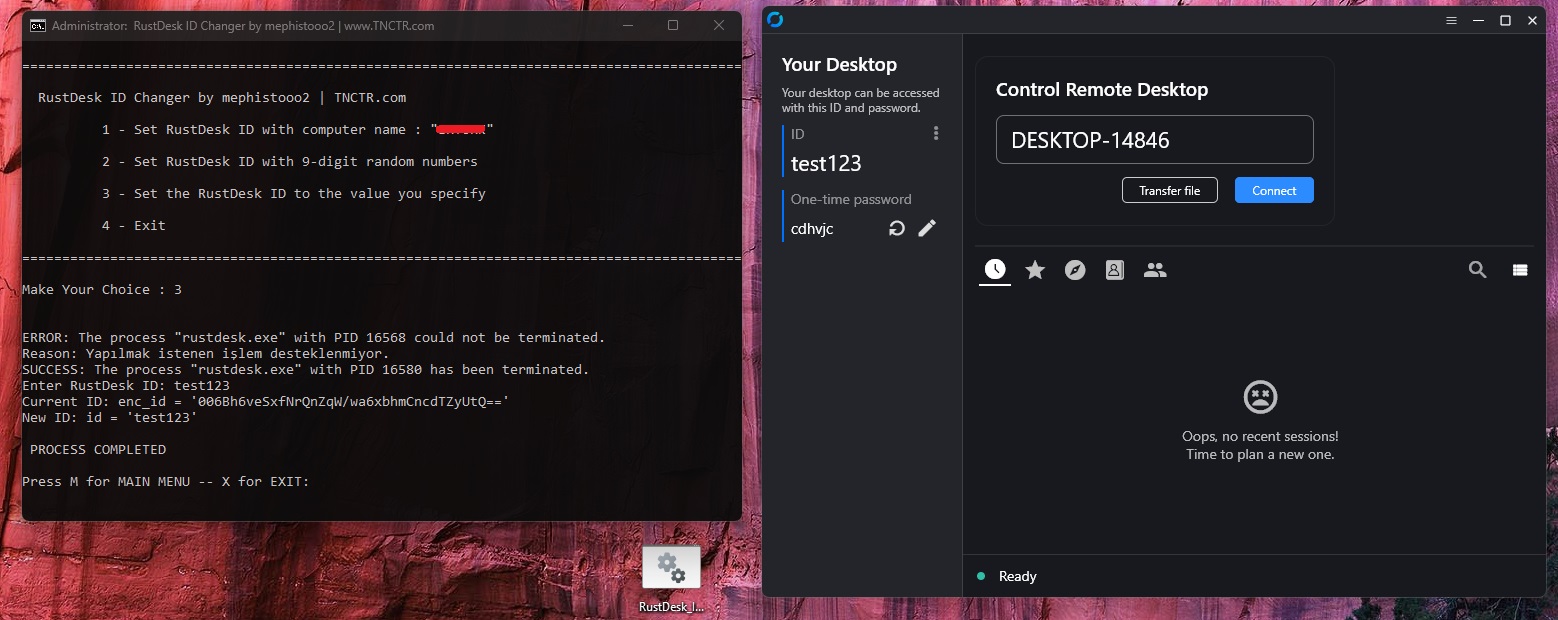 Administrator:  RustDesk ID Changer by mephistooo2 | www.TNCTR.com
==========================================================================================
RustDesk ID Changer by mephistooo2 | TNCTR.com
1 - Set RustDesk ID with computer name : ""
2 - Set RustDesk ID with 9-digit random numbers
3 - Set the RustDesk ID to the value you specify
4 - Exit
==========================================================================================
Make Your Choice : 3
ERROR: The process "rustdesk.exe" with PID 16568 could not be terminated.
Reason: Yapılmak istenen işlem desteklenmiyor.
SUCCESS: The process "rustdesk.exe" with PID 16580 has been terminated.
Enter RustDesk ID: test123
Current ID: enc_id = '006Bh6veSxfNrQnZqW/wa6xbhmCncdTZyUtQ=='
New ID: id = 'test123'
PROCESS COMPLETED
Press M for MAIN MENU -- X for EXIT:
RustDesk_I...
Your Desktop
Your desktop can be accessed
with this ID and password.
ID
test123
One-time password
cdhvjc
Control Remote Desktop
DESKTOP-14846
Transfer file
Connect
Oops, no recent sessions!
Time to plan a new one.
Ready